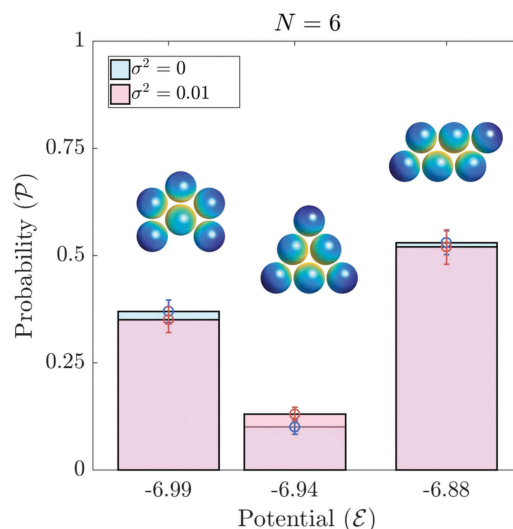 N = 6
1
σ² = 0
σ² = 0.01
0.75
0.5
0.25
0
Probability (𝒫)
-6.99 -6.94 -6.88
Potential (ℰ)